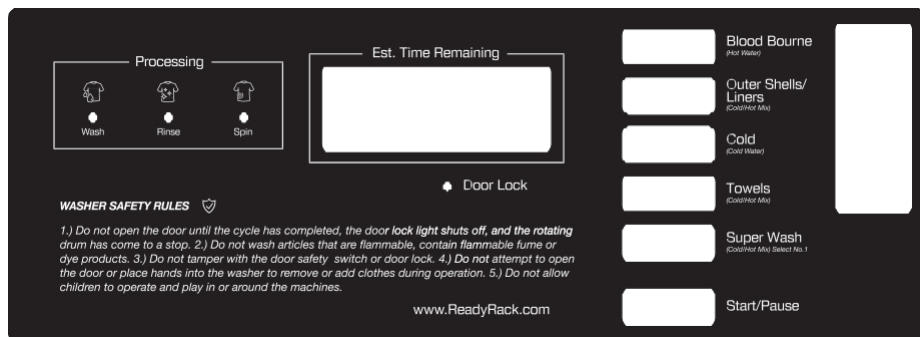 Processing
Wash
Rinse
Spin
Est. Time Remaining
Door Lock
WASHER SAFETY RULES
1.) Do not open the door until the cycle has completed, the door lock light shuts off, and the rotating
drum has come to a stop. 2.) Do not wash articles that are flammable, contain flammable fume or
dye products. 3.) Do not tamper with the door safety switch or door lock. 4.) Do not attempt to open
the door or place hands into the washer to remove or add clothes during operation. 5.) Do not allow
children to operate and play in or around the machines.
www.ReadyRack.com
Blood Bourne
(Hot Water)
Outer Shells/
Liners
(Cold/Hot Mix)
Cold
(Cold Water)
Towels
(Cold/Hot Mix)
Super Wash
(Cold/Hot Mix) Select No.1
Start/Pause